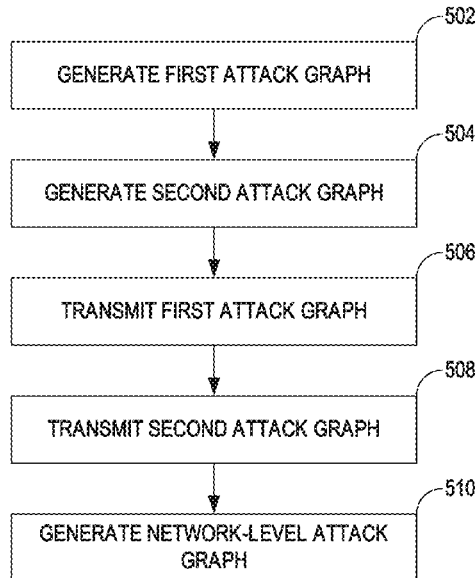 502
GENERATE FIRST ATTACK GRAPH
504
GENERATE SECOND ATTACK GRAPH
506
TRANSMIT FIRST ATTACK GRAPH
508
TRANSMIT SECOND ATTACK GRAPH
510
GENERATE NETWORK-LEVEL ATTACK
GRAPH